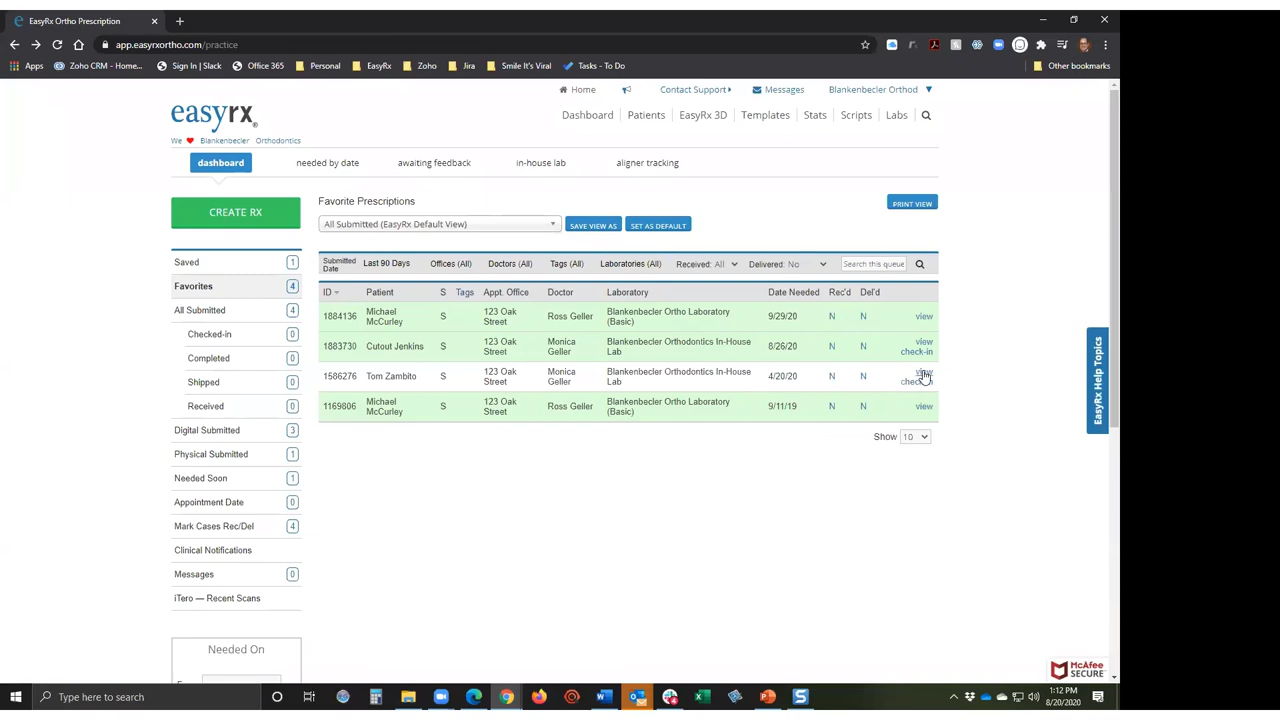 EasyRx Ortho Prescription
app.easyrxortho.com/practice
Apps
Zoho CRM - Home...
Sign In | Slack
Office 365
Personal
EasyRx
Zoho
Jira
Smile It's Viral
Tasks - To Do
Other bookmarks
Home
Contact Support
Messages
Blankenbecler Orthod
easyrx®
We Blankenbecler Orthodontics
Dashboard
Patients
EasyRx 3D
Templates
Stats
Scripts
Labs
dashboard
needed by date
awaiting feedback
in-house lab
aligner tracking
CREATE RX
Saved 1
Favorites 4
All Submitted 4
Checked-in 0
Completed 0
Shipped 0
Received 0
Digital Submitted 3
Physical Submitted 1
Needed Soon 1
Appointment Date 0
Mark Cases Rec/Del 4
Clinical Notifications
Messages 0
iTero — Recent Scans
Needed On
Favorite Prescriptions
PRINT VIEW
All Submitted (EasyRx Default View)
SAVE VIEW AS
SET AS DEFAULT
Submitted Date
Last 90 Days
Offices (All)
Doctors (All)
Tags (All)
Laboratories (All)
Received: All
Delivered: No
Search this queue
ID Patient S Tags Appt. Office Doctor Laboratory Date Needed Rec'd Del'd
1884136 Michael McCurley S 123 Oak Street Ross Geller Blankenbecler Ortho Laboratory (Basic) 9/29/20 N N view
1883730 Cutout Jenkins S 123 Oak Street Monica Geller Blankenbecler Orthodontics In-House Lab 8/26/20 N N view check-in
1586276 Tom Zambito S 123 Oak Street Monica Geller Blankenbecler Orthodontics In-House Lab 4/20/20 N N view check-in
1169806 Michael McCurley S 123 Oak Street Ross Geller Blankenbecler Ortho Laboratory (Basic) 9/11/19 N N view
Show 10
EasyRx Help Topics
McAfee
SECURE
Type here to search
1:12 PM
8/20/2020